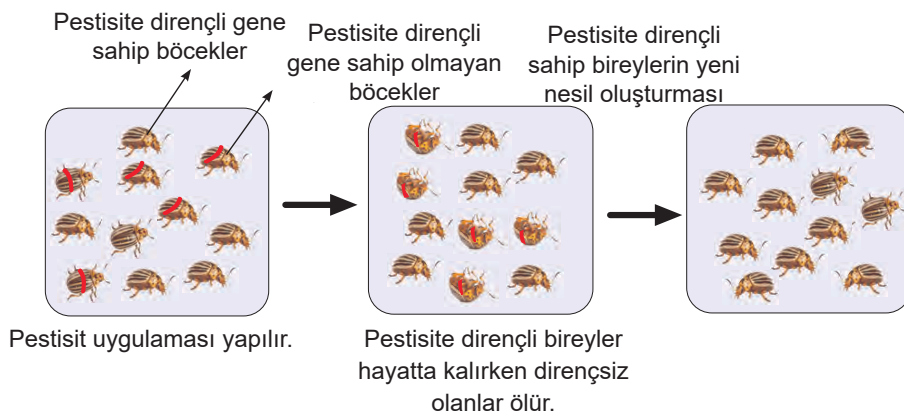 Pestisite dirençli gene
sahip böcekler
Pestisite dirençli
gene sahip olmayan
böcekler
Pestisite dirençli
sahip bireylerin yeni
nesil oluşturması
Pestisit uygulaması yapılır.
Pestisite dirençli bireyler
hayatta kalırken dirençsiz
olanlar ölür.